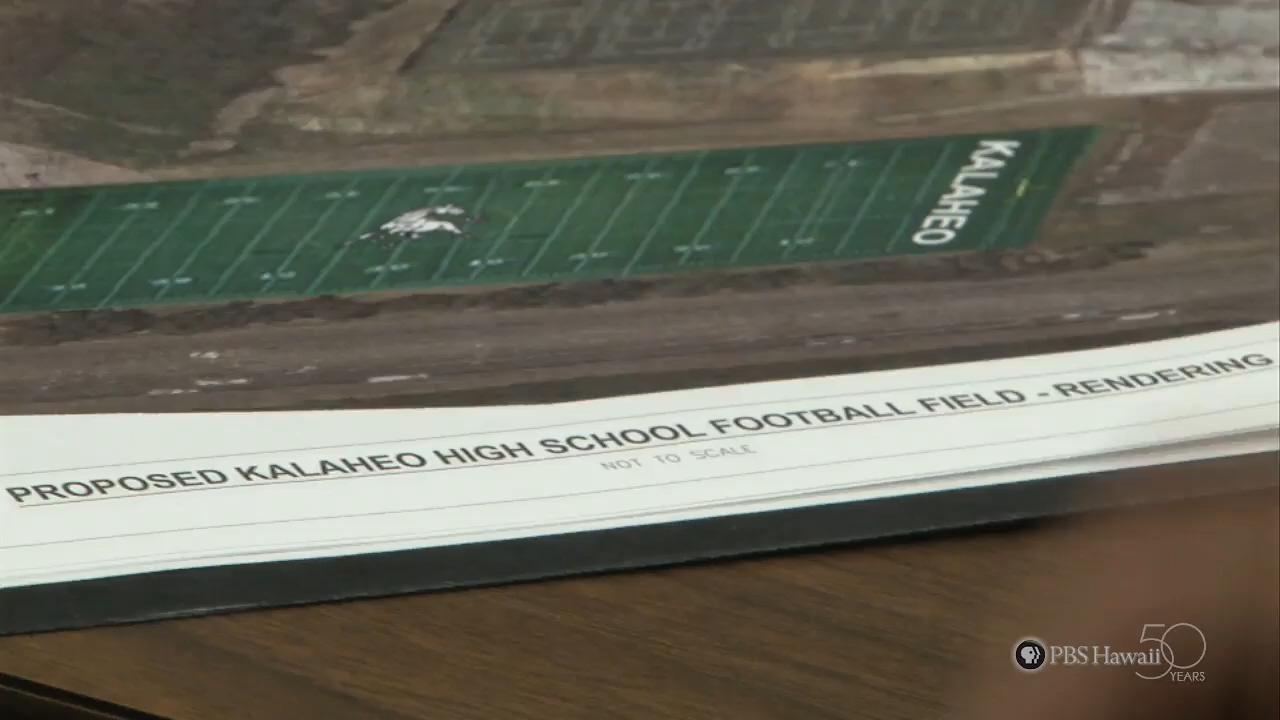 KALAHEO
PROPOSED KALAHEO HIGH SCHOOL FOOTBALL FIELD - RENDERING
NOT TO SCALE
PBS Hawaii 50
YEARS